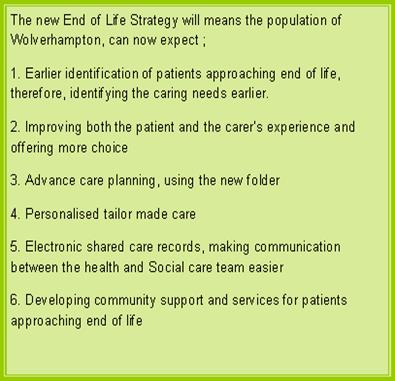 The new End of Life Strategy will means the population of
Wolverhampton, can now expect ;
1. Earlier identification of patients approaching end of life,
therefore, identifying the caring needs earlier.
2. Improving both the patient and the carer's experience and
offering more choice
3. Advance care planning, using the new folder
4. Personalised tailor made care
5. Electronic shared care records, making communication
between the health and Social care team easier
6. Developing community support and services for patients
approaching end of life